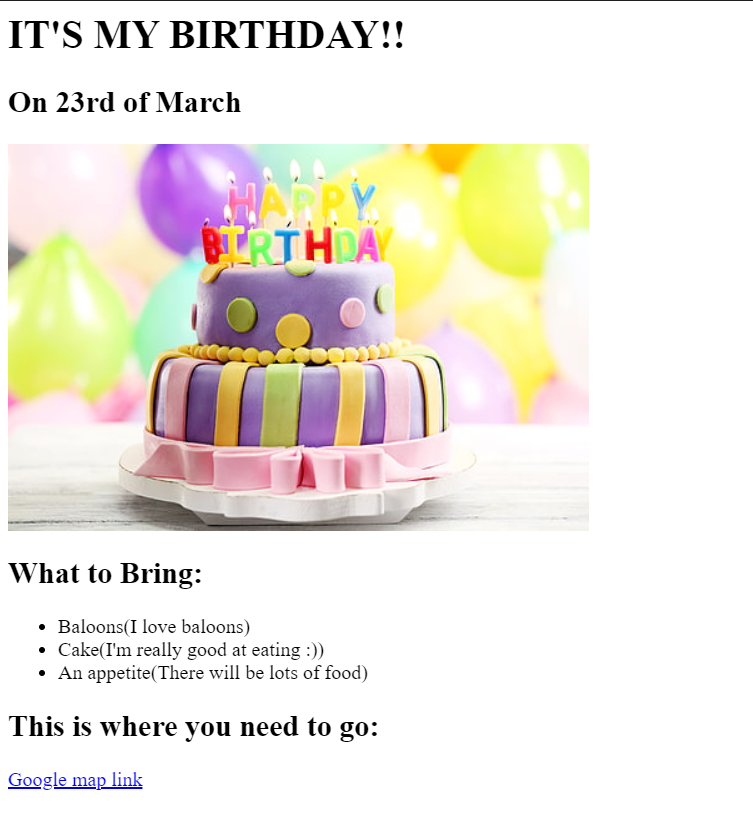 IT'S MY BIRTHDAY!!
On 23rd of March
HAPPY
BIRTHDAY
What to Bring:
Baloons(I love baloons)
Cake(I'm really good at eating :))
An appetite(There will be lots of food)
This is where you need to go:
Google map link